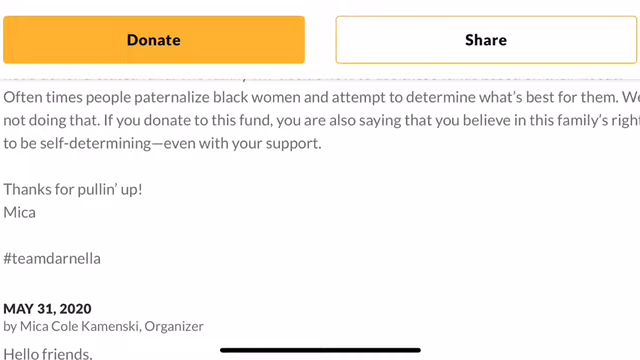 Donate
Share
Often times people paternalize black women and attempt to determine what's best for them. We
not doing that. If you donate to this fund, you are also saying that you believe in this family's right
to be self-determining—even with your support.
Thanks for pullin' up!
Mica
#teamdarnella
MAY 31, 2020
by Mica Cole Kamenski, Organizer
Hello friends,